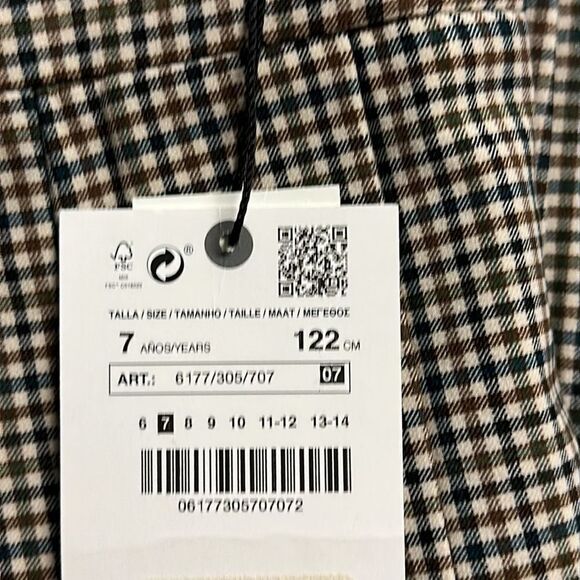 FSC
®
TALLA / SIZE / TAMANHO / TAILLE / MAAT / ΜΕΓΕΘΟΣ
7 AÑOS/YEARS 122 CM
ART.: 6177/305/707 07
6 7 8 9 10 11-12 13-14
06177305707072